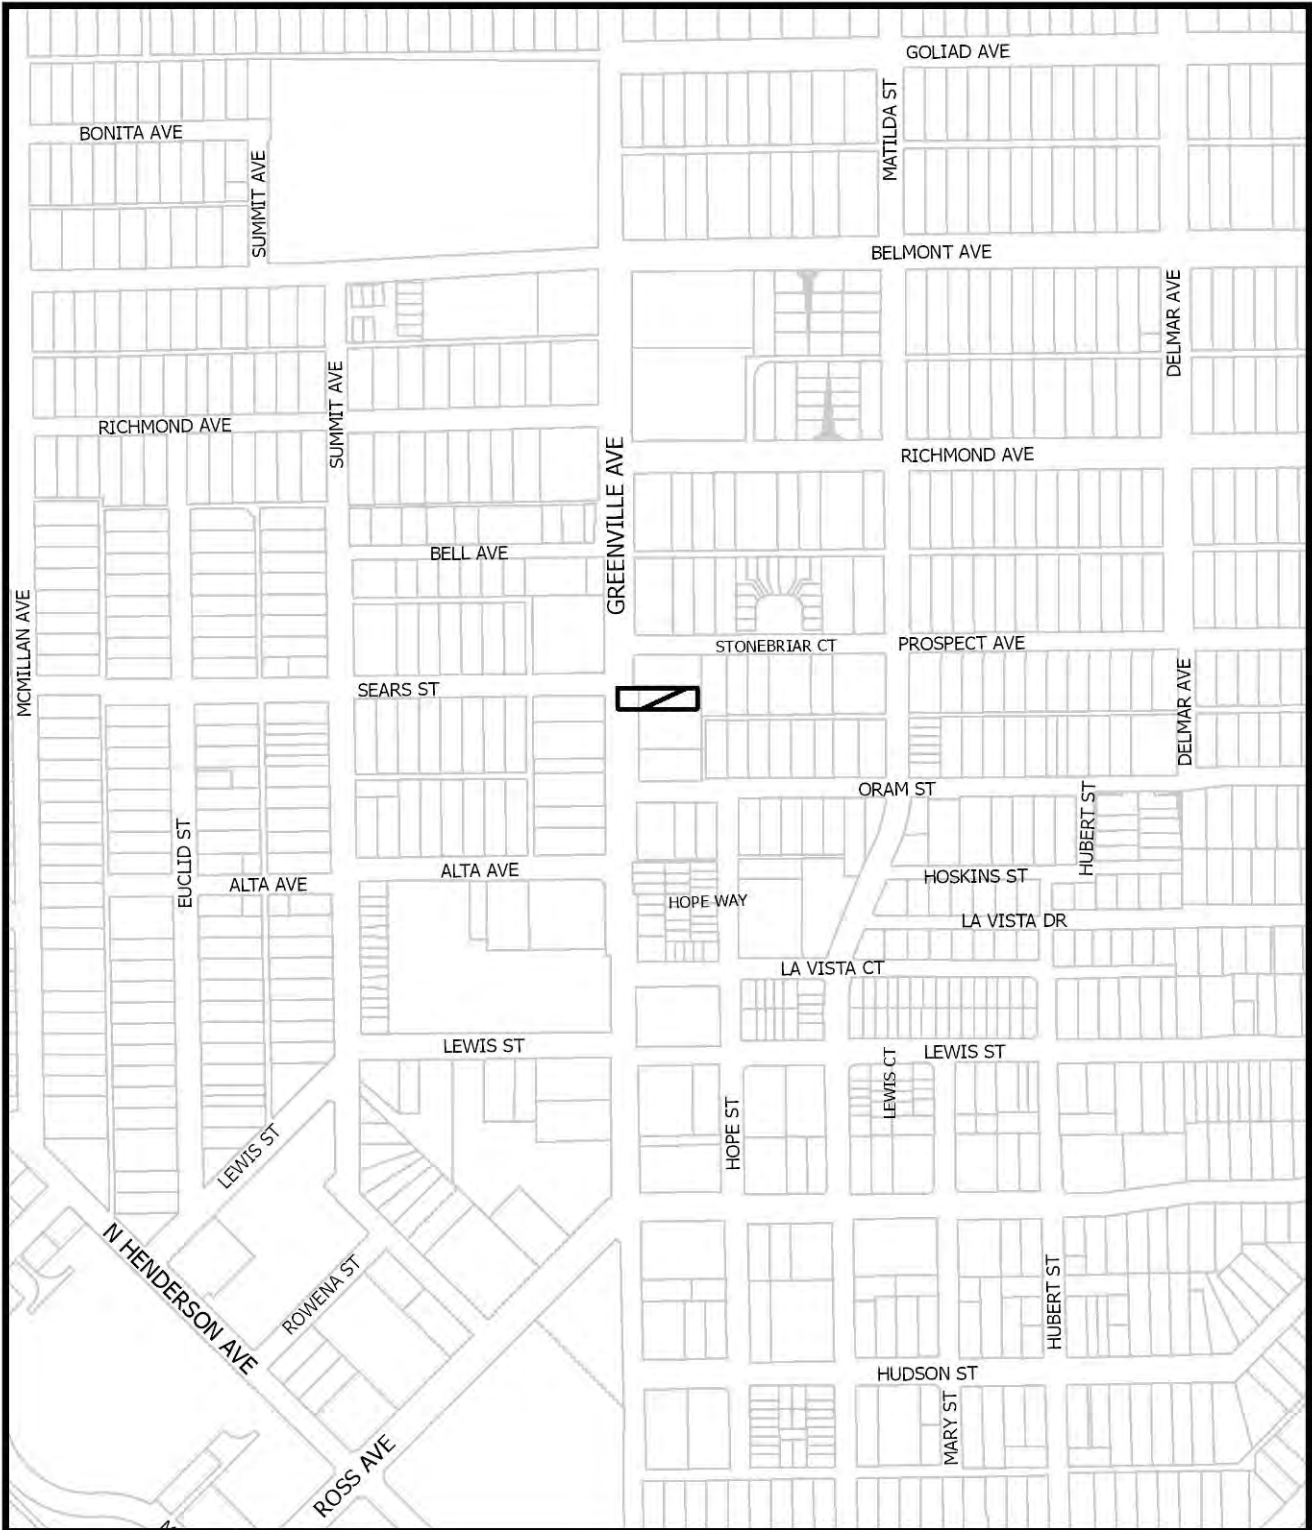 GOLIAD AVE
MATILDA ST
BONITA AVE
SUMMIT AVE
BELMONT AVE
DELMAR AVE
SUMMIT AVE
RICHMOND AVE
GREENVILLE AVE
RICHMOND AVE
BELL AVE
MCMILLAN AVE
STONEBRIAR CT
PROSPECT AVE
SEARS ST
DELMAR AVE
ORAM ST
HUBERT ST
EUCLID ST
ALTA AVE
ALTA AVE
HOSKINS ST
HOPE WAY
LA VISTA DR
LA VISTA CT
LEWIS ST
LEWIS ST
LEWIS CT
HOPE ST
LEWIS ST
N HENDERSON AVE
ROWENA ST
HUBERT ST
HUDSON ST
MARY ST
ROSS AVE